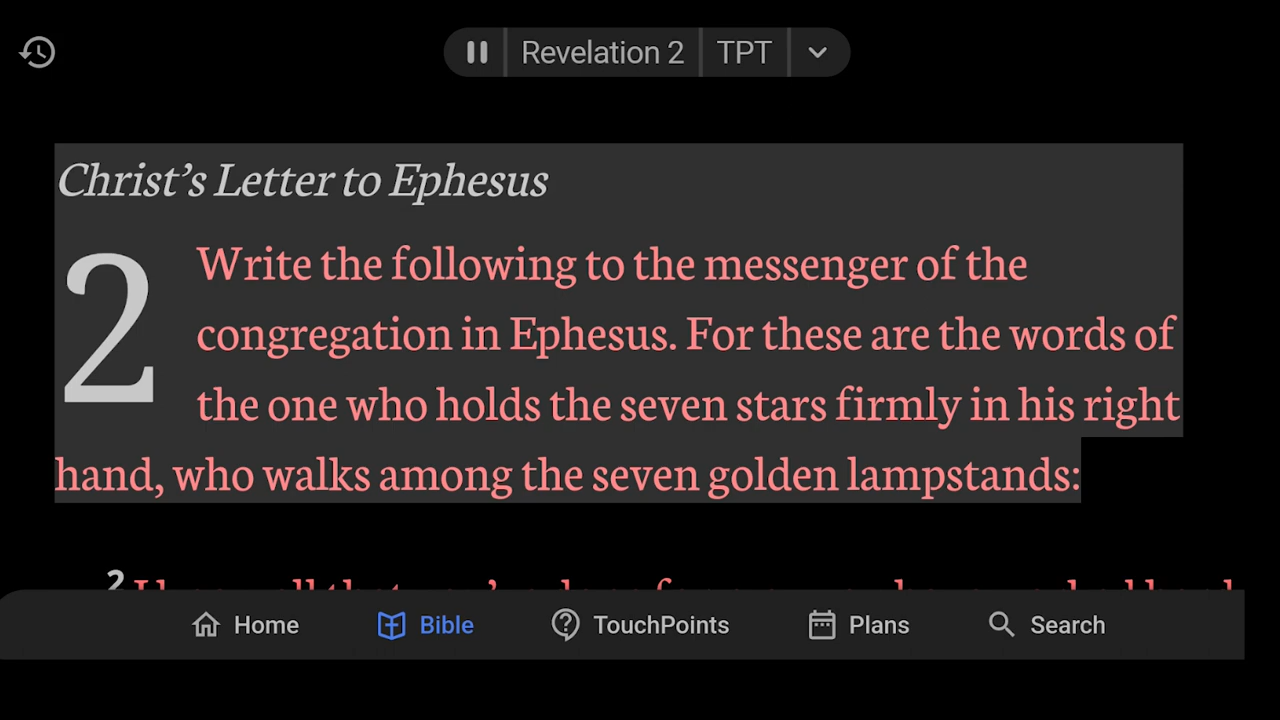 Revelation 2 TPT
Christ’s Letter to Ephesus
2 Write the following to the messenger of the
congregation in Ephesus. For these are the words of
the one who holds the seven stars firmly in his right
hand, who walks among the seven golden lampstands:
2
Home Bible TouchPoints Plans Search